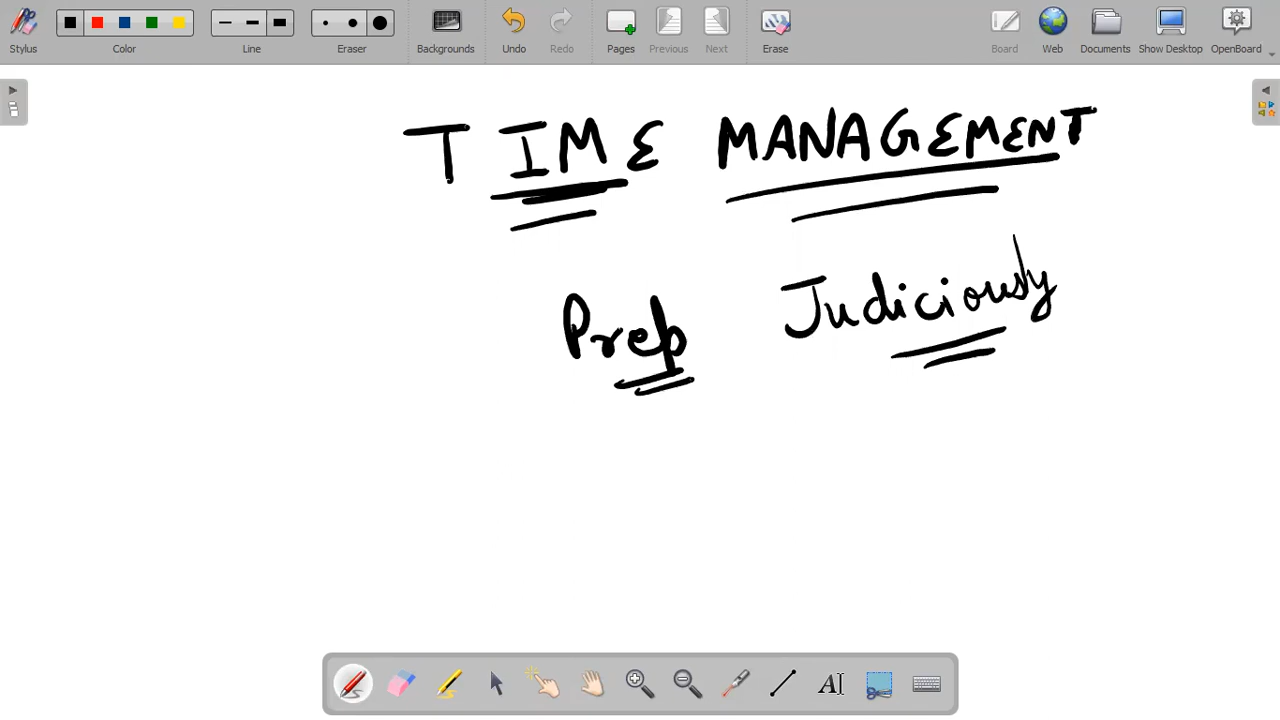 Stylus Color Line Eraser Backgrounds Undo Redo Pages Previous Next Erase Board Web Documents Show Desktop OpenBoard
TIME MANAGEMENT
Prep Judiciously